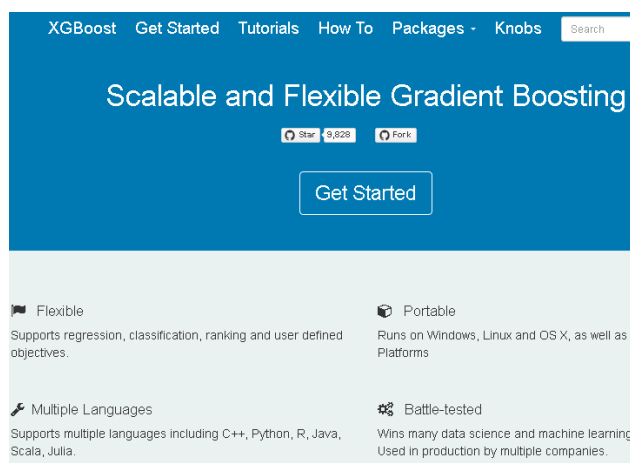 XGBoost Get Started Tutorials How To Packages Knobs Search
Scalable and Flexible Gradient Boosting
Star 9,828 Fork
Get Started
Flexible
Supports regression, classification, ranking and user defined
objectives.
Portable
Runs on Windows, Linux and OS X, as well as
Platforms
Multiple Languages
Supports multiple languages including C++, Python, R, Java,
Scala, Julia.
Battle-tested
Wins many data science and machine learning
Used in production by multiple companies.